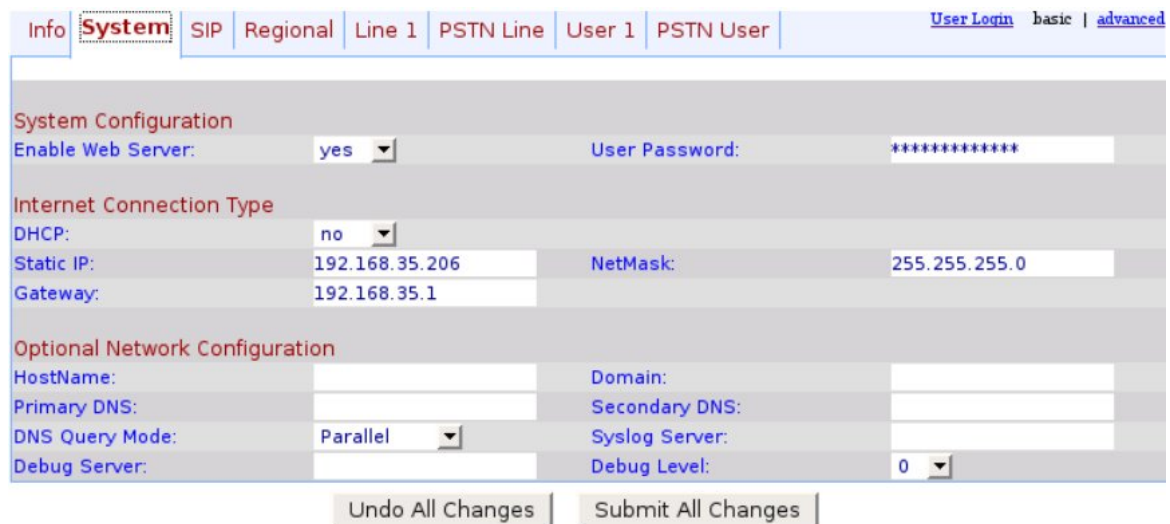 Info System SIP Regional Line 1 PSTN Line User 1 PSTN User User Login basic | advanced
System Configuration
Enable Web Server: yes User Password: *************
Internet Connection Type
DHCP: no
Static IP: 192.168.35.206 NetMask: 255.255.255.0
Gateway: 192.168.35.1
Optional Network Configuration
HostName: Domain:
Primary DNS: Secondary DNS:
DNS Query Mode: Parallel Syslog Server:
Debug Server: Debug Level: 0
Undo All Changes Submit All Changes